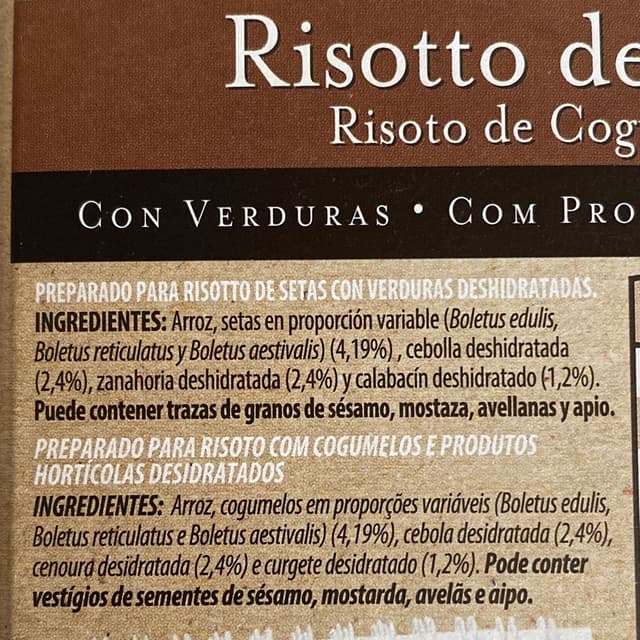 Risotto de
Risoto de Cog
CON VERDURAS • COM PRO
PREPARADO PARA RISOTTO DE SETAS CON VERDURAS DESHIDRATADAS.
INGREDIENTES: Arroz, setas en proporción variable (Boletus edulis,
Boletus reticulatus y Boletus aestivalis) (4,19%) , cebolla deshidratada
(2,4%), zanahoria deshidratada (2,4%) y calabacín deshidratado (1,2%).
Puede contener trazas de granos de sésamo, mostaza, avellanas y apio.
PREPARADO PARA RISOTO COM COGUMELOS E PRODUTOS
HORTÍCOLAS DESIDRATADOS
INGREDIENTES: Arroz, cogumelos em proporções variáveis (Boletus edulis,
Boletus reticulatus e Boletus aestivalis) (4,19%), cebola desidratada (2,4%),
cenoura desidratada (2,4%) e curgete desidratado (1,2%). Pode conter
vestígios de sementes de sésamo, mostarda, avelãs e aipo.